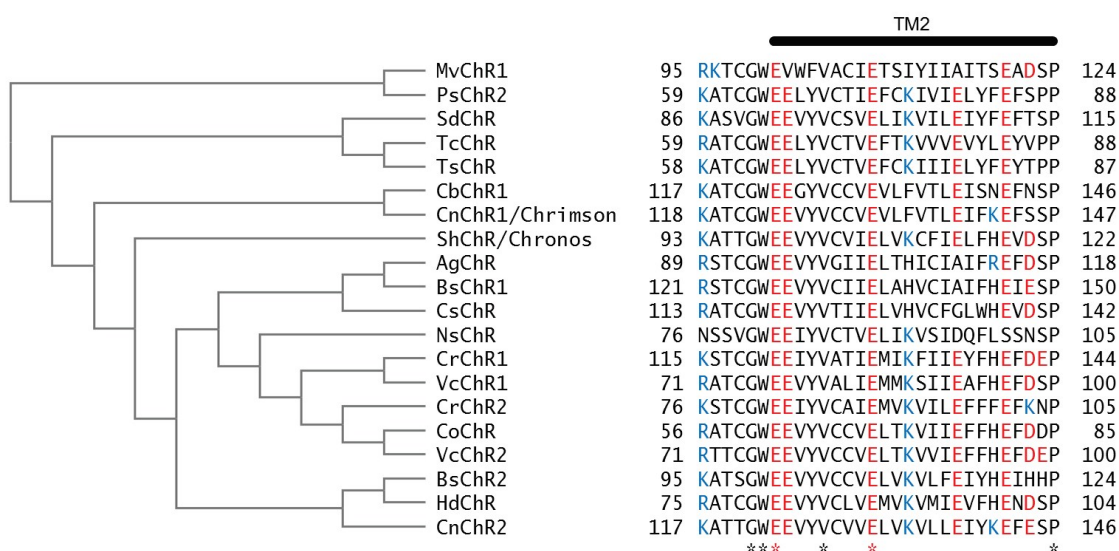 TM2
MvChR1 95 RKTCGWEVWFVACIETSIYIIAITSEADSP 124
PsChR2 59 KATCGWEELYVCTIEFCKIVIELYFEFSPP 88
SdChR 86 KASVGWEEVYVCSVELIKVILEIYFEFTSP 115
TcChR 59 RATCGWEELYVCTVEFTKVVVEVYLEYVPP 88
TsChR 58 KATCGWEELYVCTVEFCKIIIELYFEYTPP 87
CbChR1 117 KATCGWEEGYVCCVEVLFVTLEISNEFNSP 146
CnChR1/Chrimson 118 KATCGWEEVYVCCVEVLFVTLEIFKEFSSP 147
ShChR/Chronos 93 KATTGWEEVYVCVIELVKCFIELFHEVDSP 122
AgChR 89 RSTCGWEEVYVGIIELTHICIAIFREFDSP 118
BsChR1 121 RSTCGWEEVYVCIIELAHVCIAIFHEIESP 150
CsChR 113 RATCGWEEVYVTIIELVHVCFGLWHEVDSP 142
NsChR 76 NSSVGWEEIYVCTVELIKVSIDQFLSSNSP 105
CrChR1 115 KSTCGWEEIYVATIEMIKFIIEYFHEFDEP 144
VcChR1 71 RATCGWEEVYVALIEMMKSIIEAFHEFDSP 100
CrChR2 76 KSTCGWEEIYVCAIEMVKVILEFFFEFKNP 105
CoChR 56 RATCGWEEVYVCCVELTKVIIEFFHEFDDP 85
VcChR2 71 RTTCGWEEVYVCCVELTKVVIEFFHEFDEP 100
BsChR2 95 KATSGWEEVYVCCVELVKVLFEIYHEIHHP 124
HdChR 75 RATCGWEEVYVCLVEMVKVMIEVFHENDSP 104
CnChR2 117 KATTGWEEVYVCVVELVKVLLEIYKEFESP 146
*** * * *